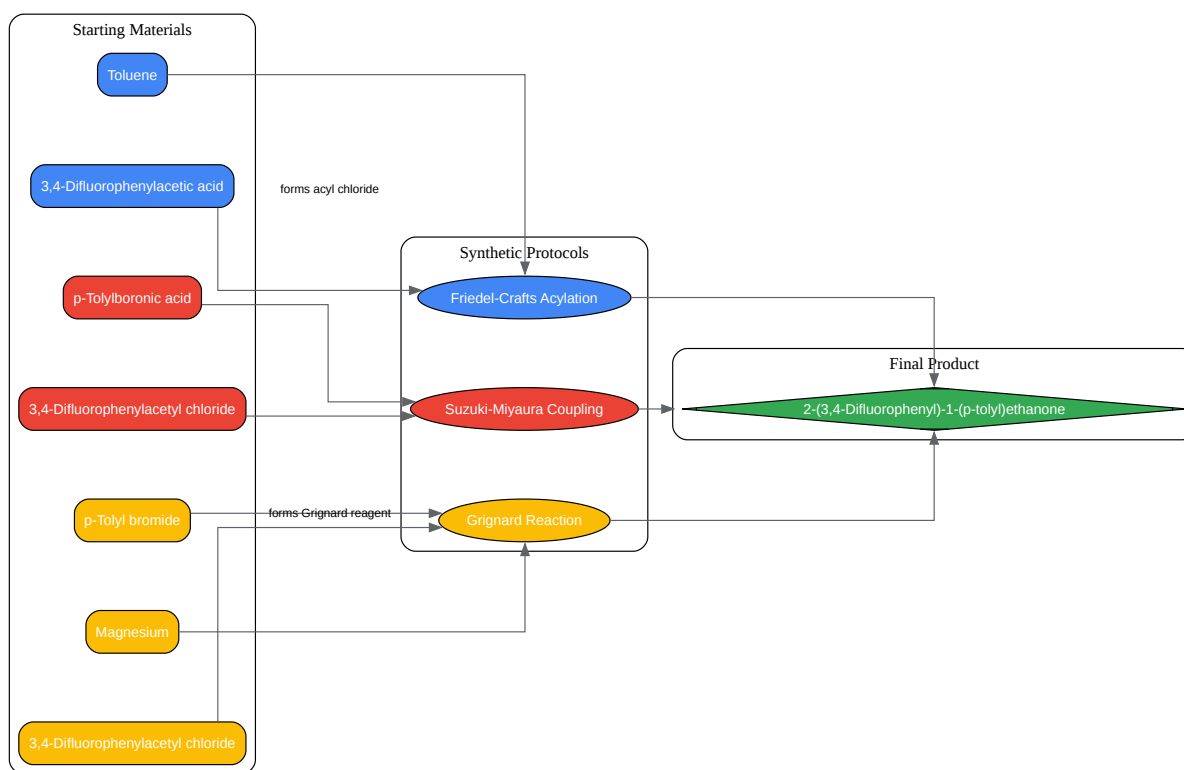 Starting Materials
Toluene
3,4-Difluorophenylacetic acid
forms acyl chloride
p-Tolylboronic acid
3,4-Difluorophenylacetyl chloride
p-Tolyl bromide
forms Grignard reagent
Magnesium
3,4-Difluorophenylacetyl chloride
Synthetic Protocols
Friedel-Crafts Acylation
Suzuki-Miyaura Coupling
Grignard Reaction
Final Product
2-(3,4-Difluorophenyl)-1-(p-tolyl)ethanone